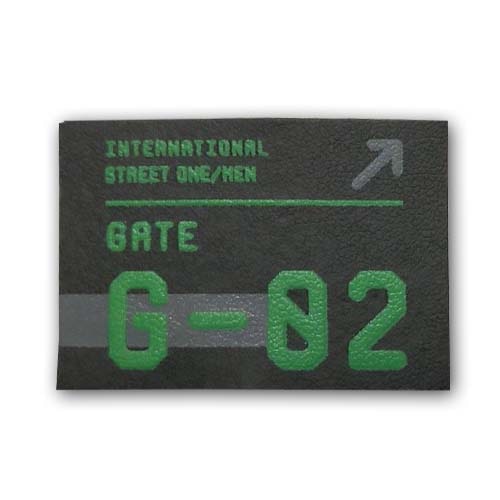 INTERNATIONAL
STREET ONE/MEN
GATE
G-02